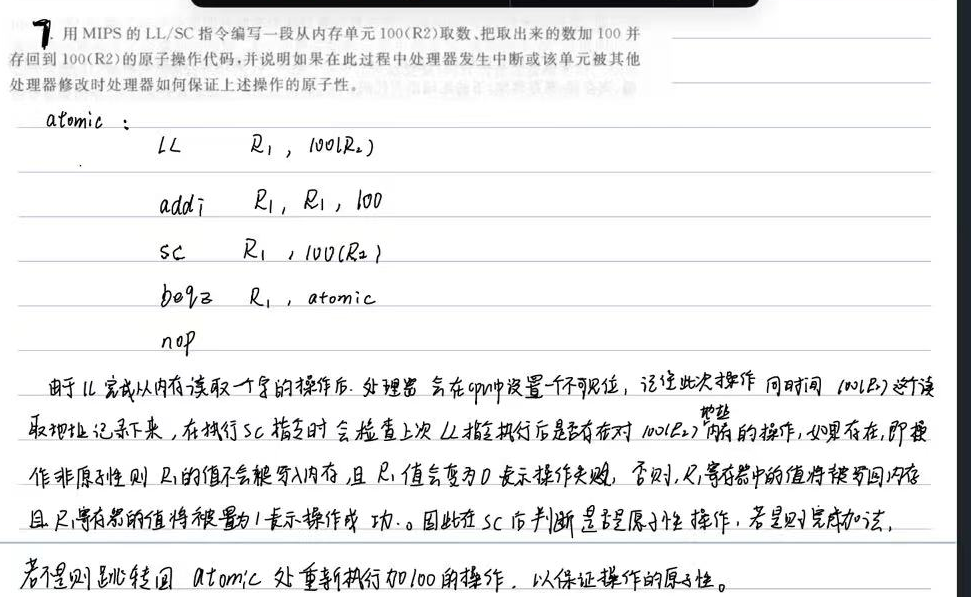 7. 用 MIPS 的 LL/SC 指令编写一段从内存单元 100(R2)取数、把取出来的数加 100 并
存回到 100(R2)的原子操作代码,并说明如果在此过程中处理器发生中断或该单元被其他
处理器修改时处理器如何保证上述操作的原子性。
atomic :
LL R1 , 100(R2)
addi R1, R1, 100
sc R1 , 100(R2)
beqz R1 , atomic
nop
由于 LL 完成从内存读取一个字的操作后. 处理器 会在cpu中设置一个不可见位, 记住此次操作 同时间 100(R2) 这个读
取地址记录下来, 在执行 SC 指令时 会检查上次 LL 指令执行后是否有存对 100(R2) 地址内存的操作, 如果存在, 即操
作非原子性则 R1的值不会被写入内存, 且 R1 值会变为 0 表示操作失败, 否则, R1寄存器中的值将被写回内存
且 R1寄存器的值将被置为 1 表示操作成功.。因此在 SC 后判断是否是原子性操作, 若是则完成加法,
若不是则跳转回 atomic 处重新执行加100的操作. 以保证操作的原子性。